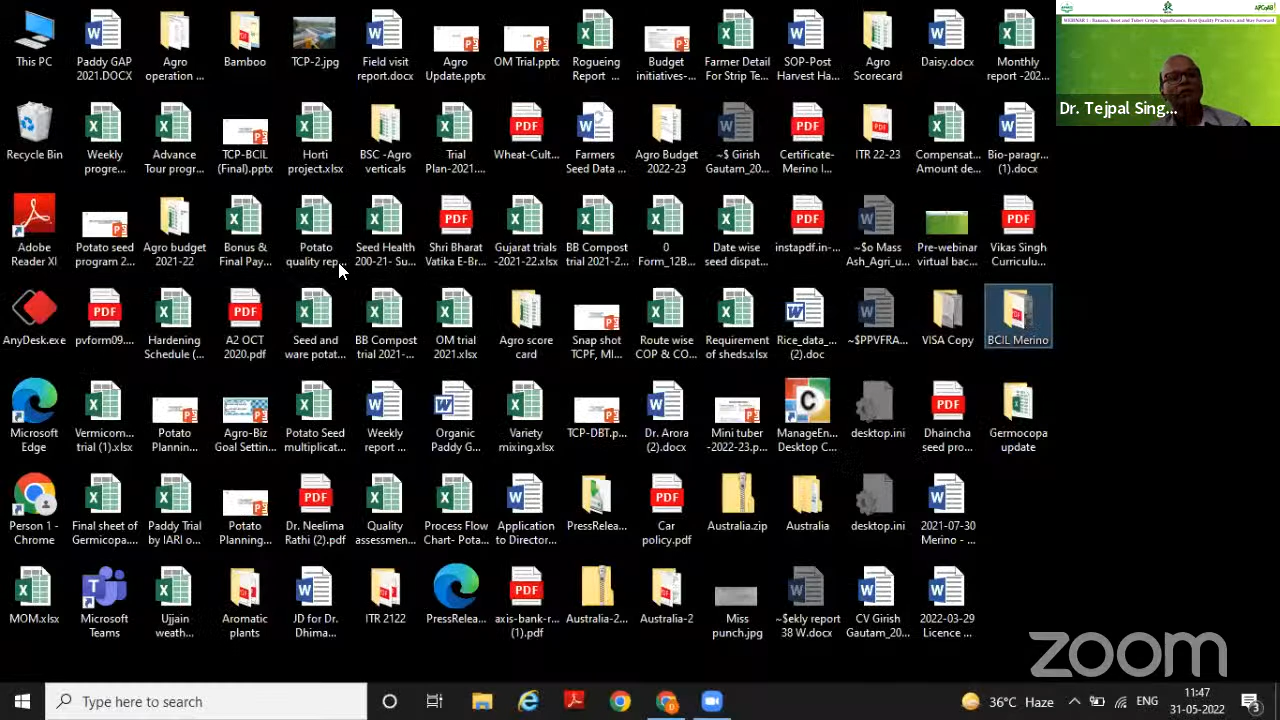 WEBINAR 1 - Banana, Root and Tuber Crops: Significance, Best Quality Practices, and Way Forward
Dr. Tejpal Sing...
This PC
Paddy GAP
2021.DOCX
Agro
operation ...
Bamboo
TCP-2.jpg
Field visit
report.docx
Agro
Update.pptx
OM Trial.pptx
Rogueing
Report ...
Budget
initiatives-...
Farmer Detail
For Strip Te...
SOP-Post
Harvest Ha...
Agro
Scorecard
Daisy.docx
Monthly
report -202...
Recycle Bin
Weekly
progre...
Advance
Tour progr...
TCP-BCIL
(Final).pptx
Horti
project.xlsx
BSC -Agro
verticals
Trial
Plan-2021....
Wheat-Cult...
Farmers
Seed Data ...
Agro Budget
2022-23
~$ Girish
Gautam_20...
Certificate-
Merino I...
ITR 22-23
Compensat...
Amount de...
Bio-paragr...
(1).docx
Adobe
Reader XI
Potato seed
program 2...
Agro budget
2021-22
Bonus &
Final Pay...
Potato
quality rep...
Seed Health
200-21- Su...
Shri Bharat
Vatika E-Br...
Gujarat trials
-2021-22.xlsx
BB Compost
trial 2021-2...
0
Form_12B...
Date wise
seed dispat...
instapdf.in-...
~$o Mass
Ash_Agri_u...
Pre-webinar
virtual bac...
Vikas Singh
Curriculu...
AnyDesk.exe
pvform09....
Hardening
Schedule (...
A2 OCT
2020.pdf
Seed and
ware potat...
BB Compost
trial 2021-...
OM trial
2021.xlsx
Agro score
card
Snap shot
TCPF, MI...
Route wise
COP & CO...
Requirement
of sheds.xlsx
Rice_data_...
(2).doc
~$PPVFRA...
VISA Copy
BCIL Merino
Microsoft
Edge
Vermicom...
trial (1).xlsx
Potato
Planning...
Agro-Biz
Goal Settin...
Potato Seed
multiplicat...
Weekly
report ...
Organic
Paddy G...
Variety
mixing.xlsx
TCP-DBT.p...
Dr. Arora
(2).docx
Mini tuber
-2022-23.p...
ManageEn...
Desktop C...
desktop.ini
Dhaincha
seed pro...
Germocopa
update
Person 1 -
Chrome
Final sheet of
Germicopa....
Paddy Trial
by IARI o...
Potato
Planning...
Dr. Neelima
Rathi (2).pdf
Quality
assessmen...
Process Flow
Chart- Pota...
Application
to Director...
PressRelea...
Car
policy.pdf
Australia.zip
Australia
desktop.ini
2021-07-30
Merino - ...
MOM.xlsx
Microsoft
Teams
Ujjain
weath...
Aromatic
plants
JD for Dr.
Dhima...
ITR 2122
PressRelea...
axis-bank-r...
(1).pdf
Australia-2...
Australia-2
Miss
punch.jpg
~$ekly report
38 W.docx
CV Girish
Gautam_20...
2022-03-29
Licence ...
zoom
Type here to search
36°C Haze
ENG
11:47
31-05-2022
3